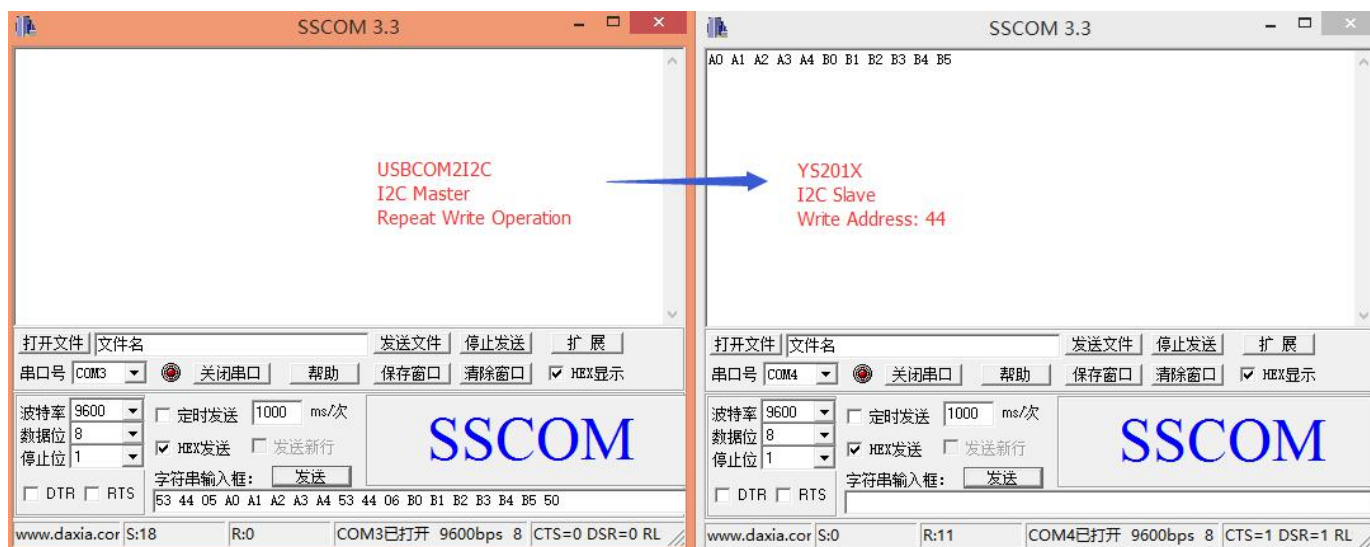 SSCOM 3.3
USBCOM2I2C
I2C Master
Repeat Write Operation
打开文件 文件名 发送文件 停止发送 扩 展
串口号 COM3 关闭串口 帮助 保存窗口 清除窗口 HEX显示
波特率 9600 定时发送 1000 ms/次
数据位 8 HEX发送 发送新行
停止位 1 字符串输入框: 发送
DTR RTS 53 44 05 A0 A1 A2 A3 A4 53 44 06 B0 B1 B2 B3 B4 B5 50
SSCOM
www.daxia.cor S:18 R:0 COM3已打开 9600bps 8 CTS=0 DSR=0 RL
SSCOM 3.3
A0 A1 A2 A3 A4 B0 B1 B2 B3 B4 B5
YS201X
I2C Slave
Write Address: 44
打开文件 文件名 发送文件 停止发送 扩 展
串口号 COM4 关闭串口 帮助 保存窗口 清除窗口 HEX显示
波特率 9600 定时发送 1000 ms/次
数据位 8 HEX发送 发送新行
停止位 1 字符串输入框: 发送
DTR RTS
SSCOM
www.daxia.cor S:0 R:11 COM4已打开 9600bps 8 CTS=1 DSR=1 RL